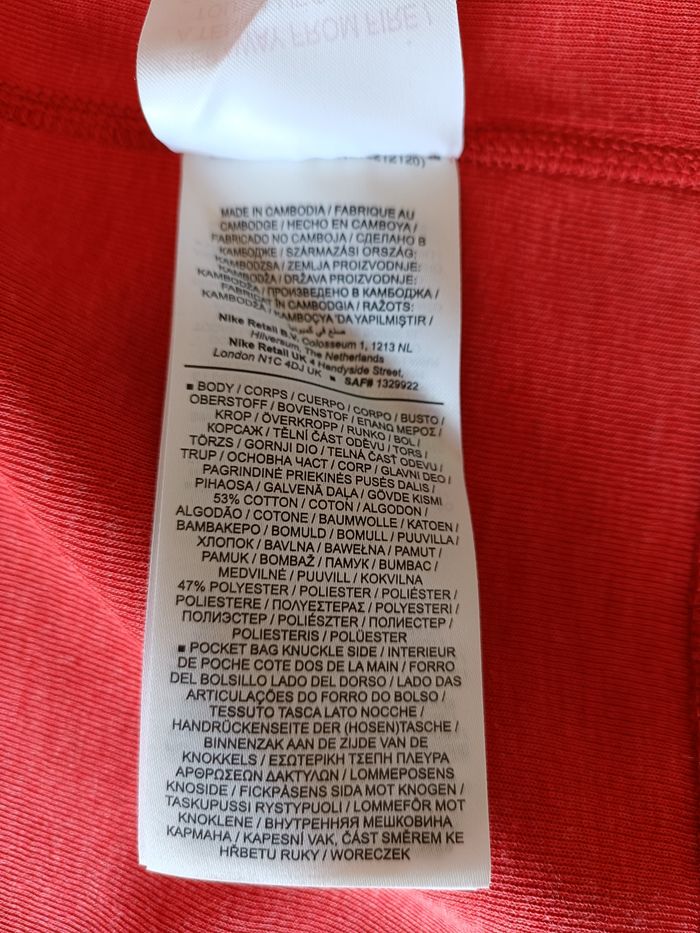 AWAY FROM FIRE /
212120)
MADE IN CAMBODIA / FABRIQUE AU
CAMBODGE / HECHO EN CAMBOYA /
FABRICADO NO CAMBOJA / СДЕЛАНО В
КАМБОДЖЕ / SZÁRMAZÁSI ORSZÁG:
KAMBODZSA / ZEMLJA PROIZVODNJE:
KAMBODŽA / DRŽAVA PROIZVODNJE:
KAMBODŽA / ПРОИЗВЕДЕНО В КАМБОДЖА /
FABRICAT ÎN CAMBODGIA / RAŽOTS:
KAMBODŽA / KAMBOÇYA'DA YAPILMIŞTIR /
صنع في كمبوديا
Nike Retail B.V. Colosseum 1, 1213 NL
Hilversum, The Netherlands
Nike Retail UK 4 Handyside Street,
London N1C 4DJ UK ■ SAF# 1329922
■ BODY / CORPS / CUERPO / CORPO / BUSTO /
OBERSTOFF / BOVENSTOF / ΕΠΑΝΩ ΜΕΡΟΣ /
KROP / ÖVERKROPP / RUNKO / BOL /
КОРСАЖ / TĚLNÍ ČÁST ODĚVU / TORS /
TÖRZS / GORNJI DIO / TELNÁ ČASŤ ODEVU /
TRUP / ОСНОВНА ЧАСТ / CORP / GLAVNI DEO /
PAGRINDINĖ PRIEKINĖS PUSĖS DALIS /
PIHAOSA / GALVENĀ DAĻA / GÖVDE KISMI
53% COTTON / COTON / ALGODÓN /
ALGODÃO / COTONE / BAUMWOLLE / KATOEN /
ΒΑΜΒΑΚΕΡΟ / BOMULD / BOMULL / PUUVILLA /
ХЛОПОК / BAVLNA / BAWEŁNA / PAMUT /
PAMUK / BOMBAŽ / ПАМУК / BUMBAC /
MEDVILNĖ / PUUVILL / KOKVILNA
47% POLYESTER / POLIESTER / POLIÉSTER /
POLIESTERE / ΠΟΛΥΕΣΤΕΡΑΣ / POLYESTERI /
ПОЛИЭСТЕР / POLIÉSZTER / ПОЛИЕСТЕР /
POLIESTERIS / POLÜESTER
■ POCKET BAG KNUCKLE SIDE / INTERIEUR
DE POCHE COTE DOS DE LA MAIN / FORRO
DEL BOLSILLO LADO DEL DORSO / LADO DAS
ARTICULAÇÕES DO FORRO DO BOLSO /
TESSUTO TASCA LATO NOCCHE /
HANDRÜCKENSEITE DER (HOSEN)TASCHE /
BINNENZAK AAN DE ZIJDE VAN DE
KNOKKELS / ΕΣΩΤΕΡΙΚΗ ΤΣΕΠΗ ΠΛΕΥΡΑ
ΑΡΘΡΩΣΕΩΝ ΔΑΚΤΥΛΩΝ / LOMMEPOSENS
KNOSIDE / FICKPÅSENS SIDA MOT KNOGEN /
TASKUPUSSI RYSTYPUOLI / LOMMEFÔR MOT
KNOKLENE / ВНУТРЕННЯЯ МЕШКОВИНА
КАРМАНА / KAPESNÍ VAK, ČÁST SMĚREM KE
HŘBETU RUKY / WORECZEK